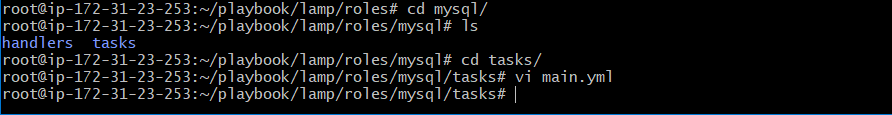 root@ip-172-31-23-253:~/playbook/lamp/roles# cd mysql/
root@ip-172-31-23-253:~/playbook/lamp/roles/mysql# ls
handlers  tasks
root@ip-172-31-23-253:~/playbook/lamp/roles/mysql# cd tasks/
root@ip-172-31-23-253:~/playbook/lamp/roles/mysql/tasks# vi main.yml
root@ip-172-31-23-253:~/playbook/lamp/roles/mysql/tasks#